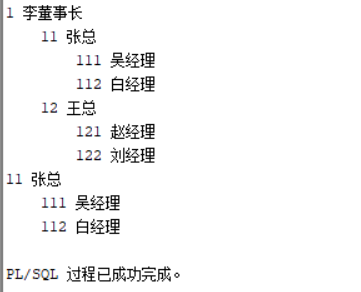 1 李董事长
11 张总
111 吴经理
112 白经理
12 王总
121 赵经理
122 刘经理
11 张总
111 吴经理
112 白经理
PL/SQL 过程已成功完成。